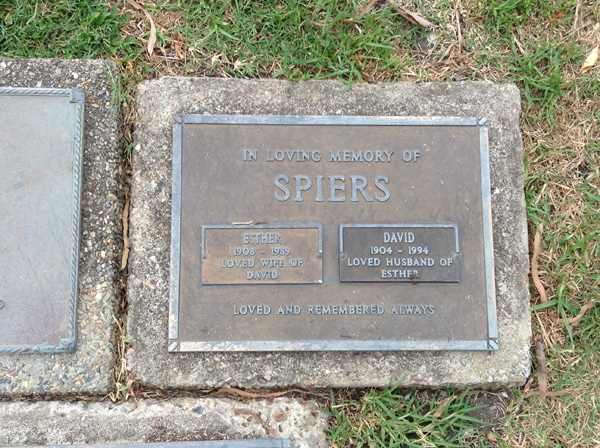 IN LOVING MEMORY OF
SPIERS
ESTHER
1908 - 1989
LOVED WIFE OF
DAVID
DAVID
1904 - 1994
LOVED HUSBAND OF
ESTHER
LOVED AND REMEMBERED ALWAYS